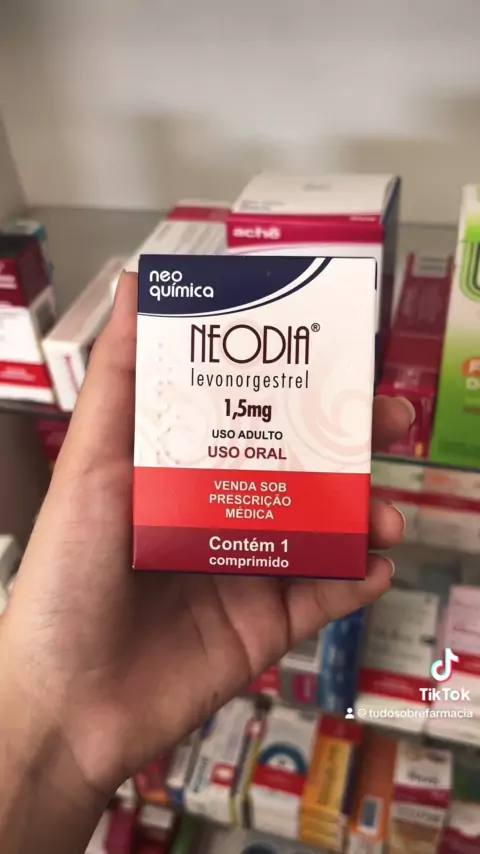 neo
química
NEODIA®
levonorgestrel
1,5mg
USO ADULTO
USO ORAL
VENDA SOB
PRESCRIÇÃO
MÉDICA
Contém 1
comprimido
achē
TikTok
@tudosobrefarmacia